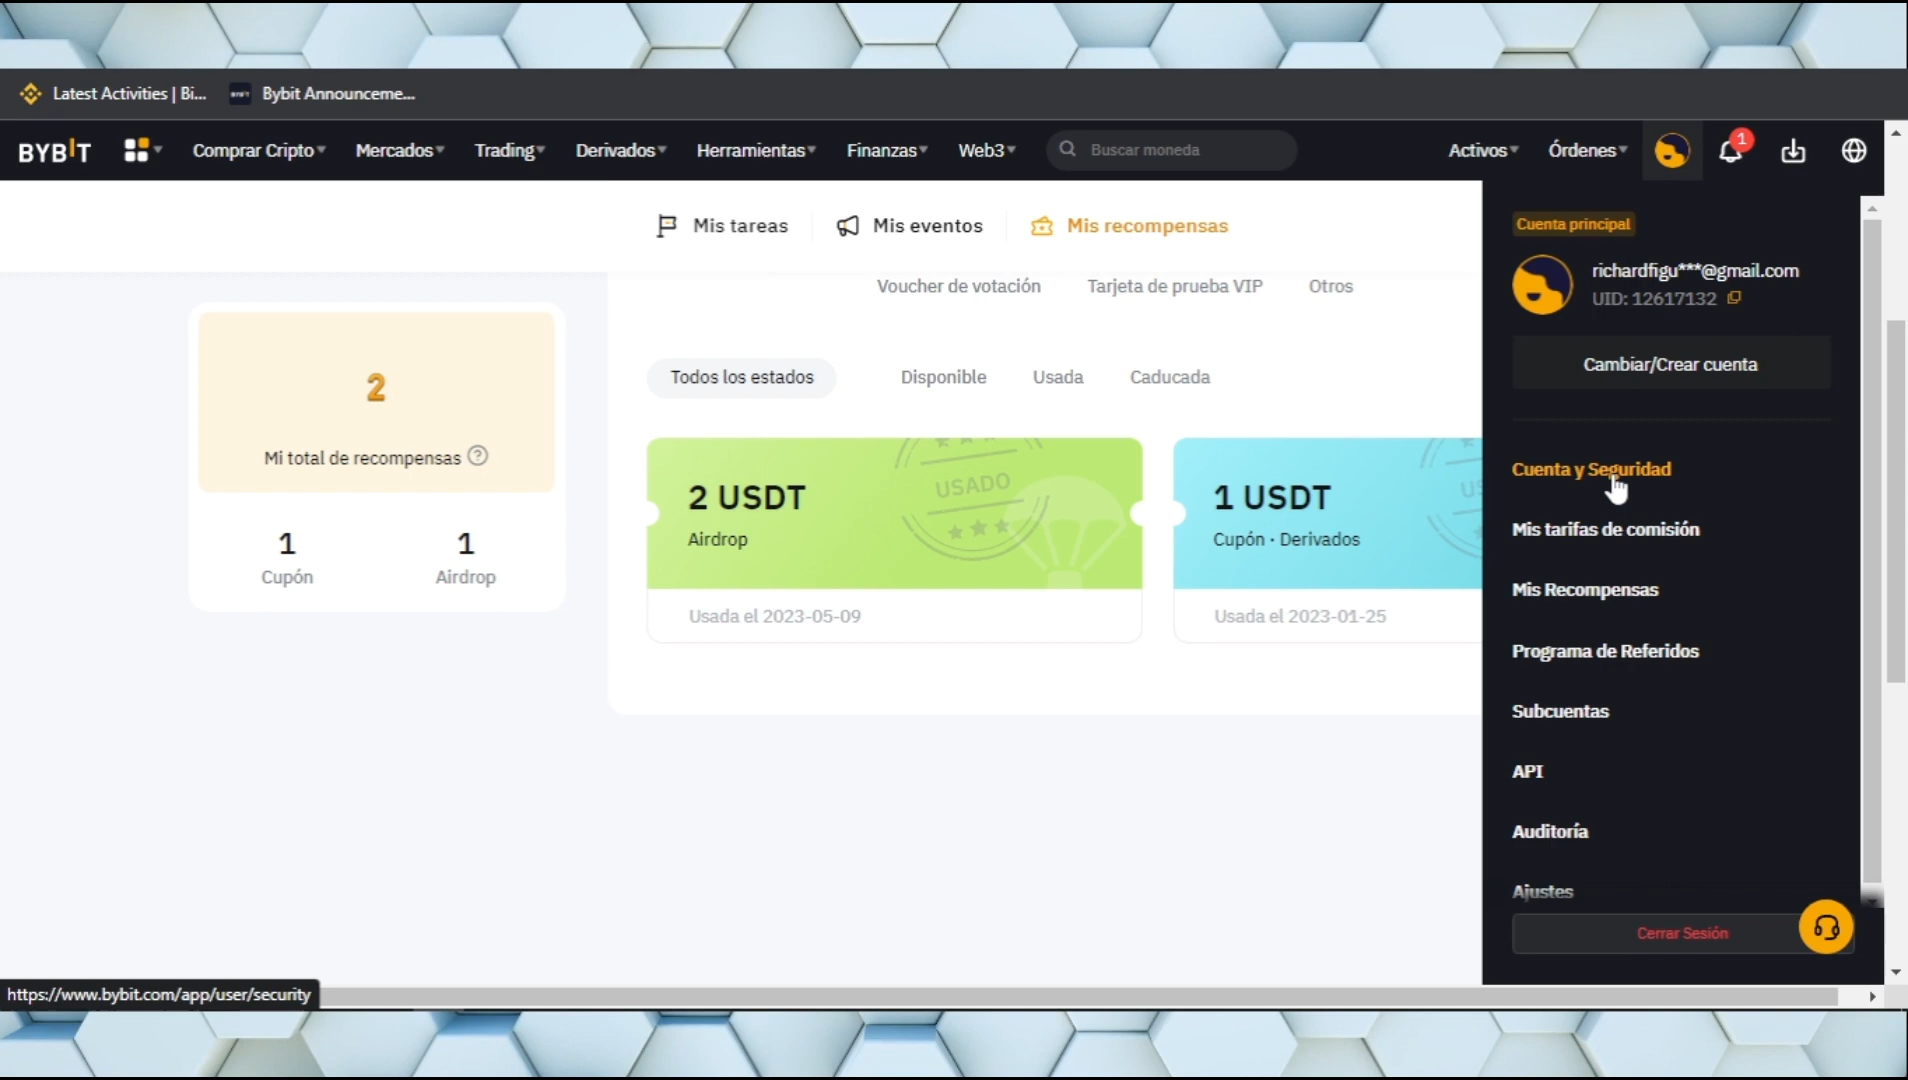 Latest Activities | Bi...
Bybit Announceme...
BYBIT
Comprar Cripto
Mercados
Trading
Derivados
Herramientas
Finanzas
Web3
Buscar moneda
Activos
Órdenes
1
Mis tareas
Mis eventos
Mis recompensas
Voucher de votación
Tarjeta de prueba VIP
Otros
Todos los estados
Disponible
Usada
Caducada
2
Mi total de recompensas
1
Cupón
1
Airdrop
2 USDT
Airdrop
USADO
Usada el 2023-05-09
1 USDT
Cupón · Derivados
US
Usada el 2023-01-25
Cuenta principal
richardfigu***@gmail.com
UID: 12617132
Cambiar/Crear cuenta
Cuenta y Seguridad
Mis tarifas de comisión
Mis Recompensas
Programa de Referidos
Subcuentas
API
Auditoría
Ajustes
Cerrar Sesión
https://www.bybit.com/app/user/security